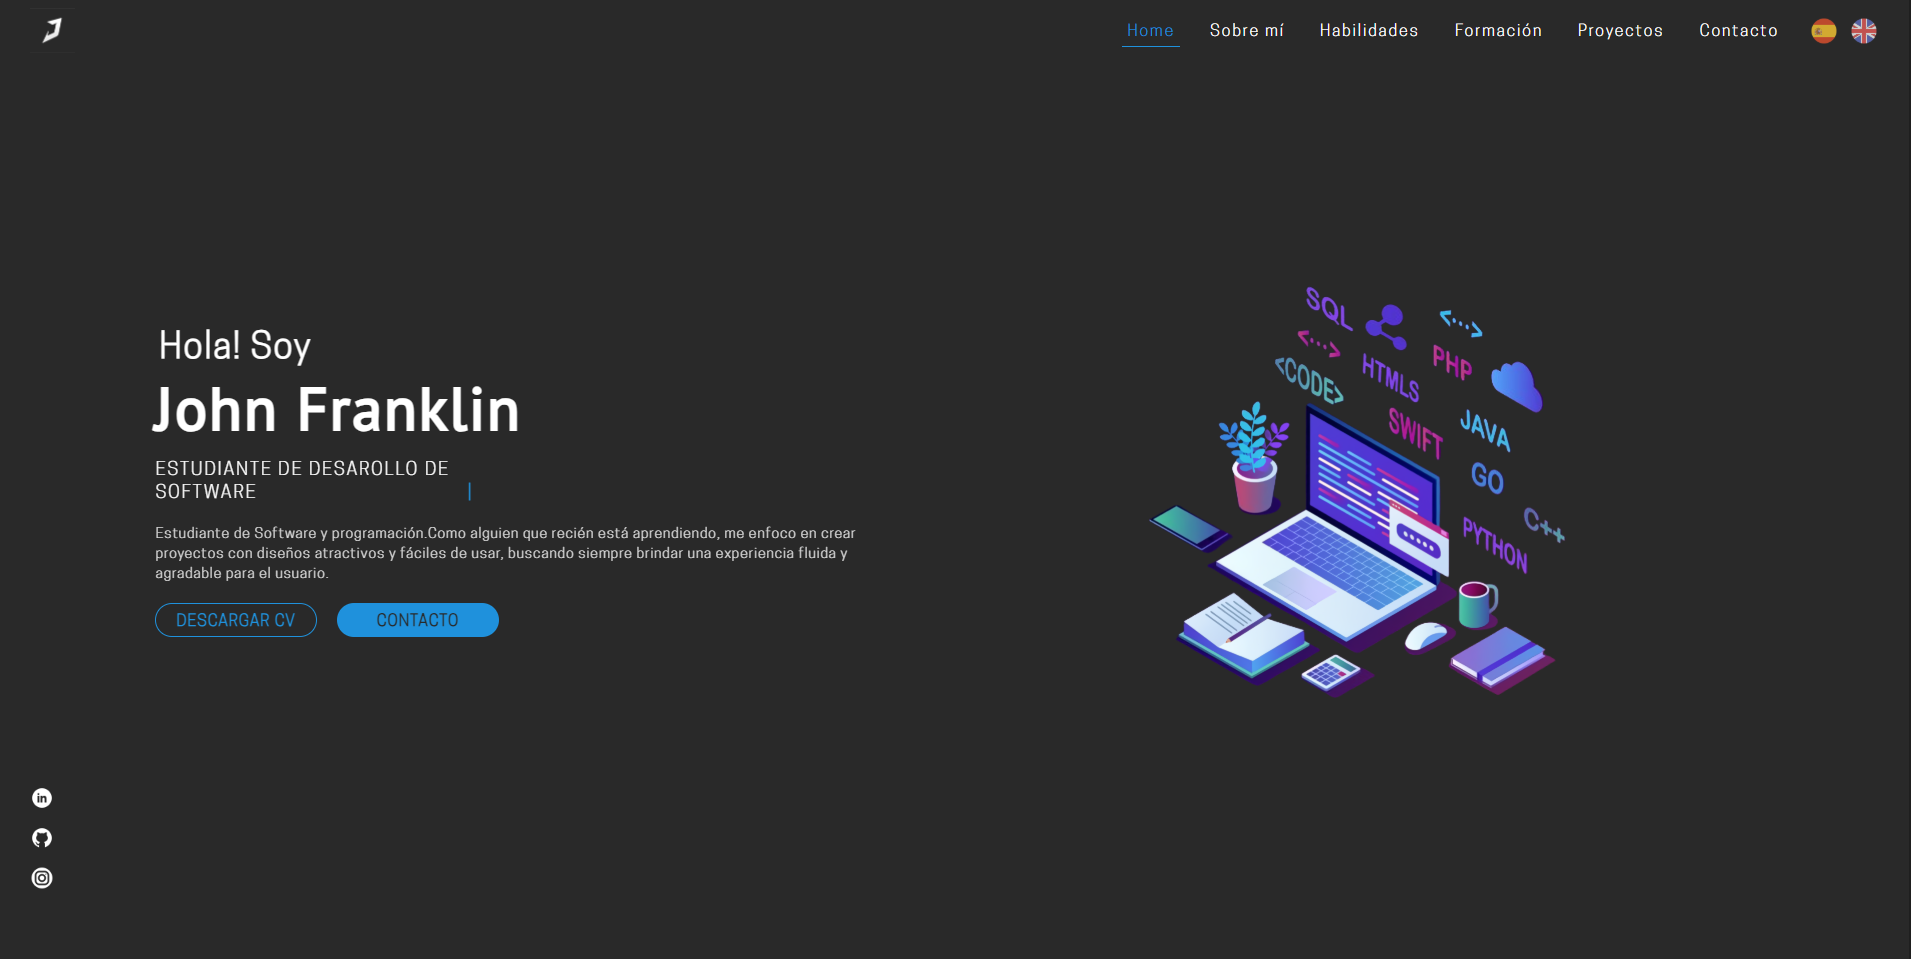 Home Sobre mí Habilidades Formación Proyectos Contacto
Hola! Soy
John Franklin
ESTUDIANTE DE DESAROLLO DE
SOFTWARE
Estudiante de Software y programación.Como alguien que recién está aprendiendo, me enfoco en crear
proyectos con diseños atractivos y fáciles de usar, buscando siempre brindar una experiencia fluida y
agradable para el usuario.
DESCARGAR CV CONTACTO
SQL
<CODE>
HTMLS
PHP
SWIFT
JAVA
GO
C++
PYTHON
in